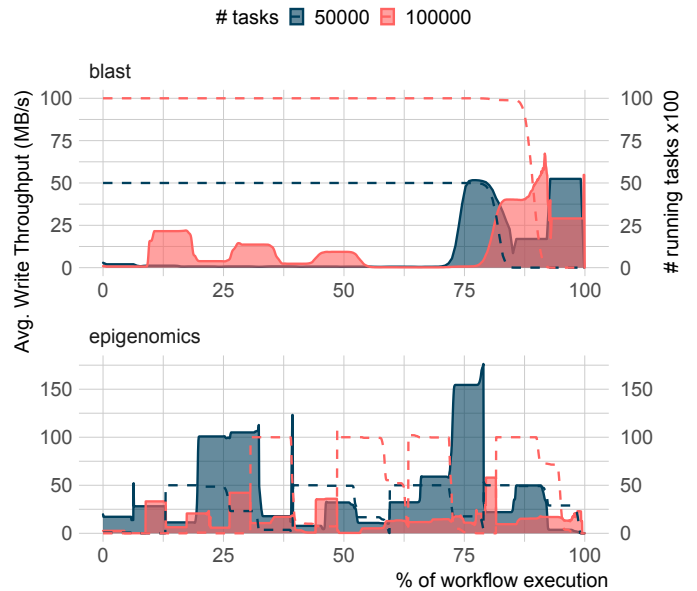 # tasks 50000 100000
blast
Avg. Write Throughput (MB/s)
# running tasks x100
100 100
75 75
50 50
25 25
0 0
0 25 50 75 100
epigenomics
150 150
100 100
50 50
0 0
0 25 50 75 100
% of workflow execution